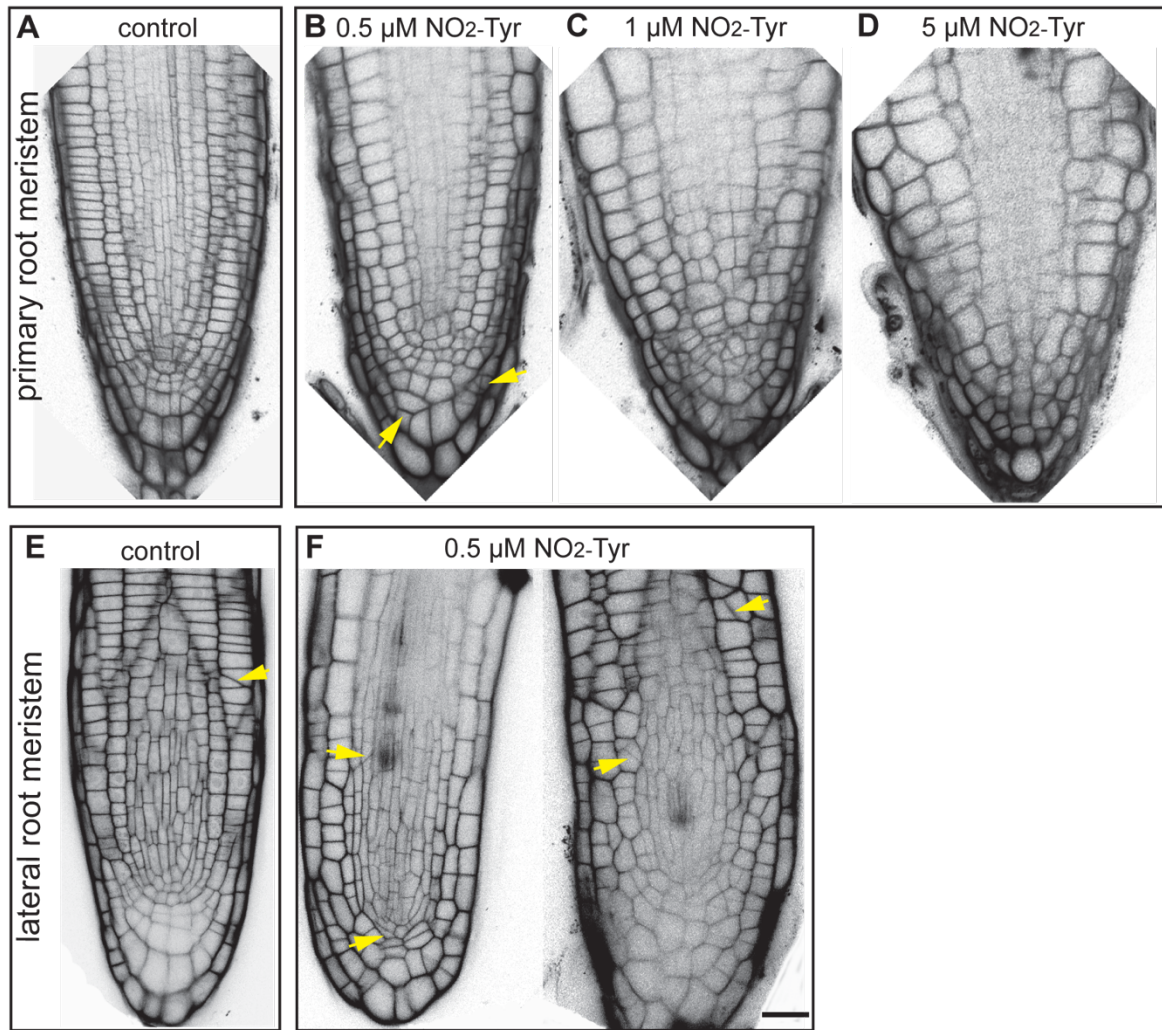 A control
B 0.5 µM NO2-Tyr
C 1 µM NO2-Tyr
D 5 µM NO2-Tyr
primary root meristem
E control
F 0.5 µM NO2-Tyr
lateral root meristem